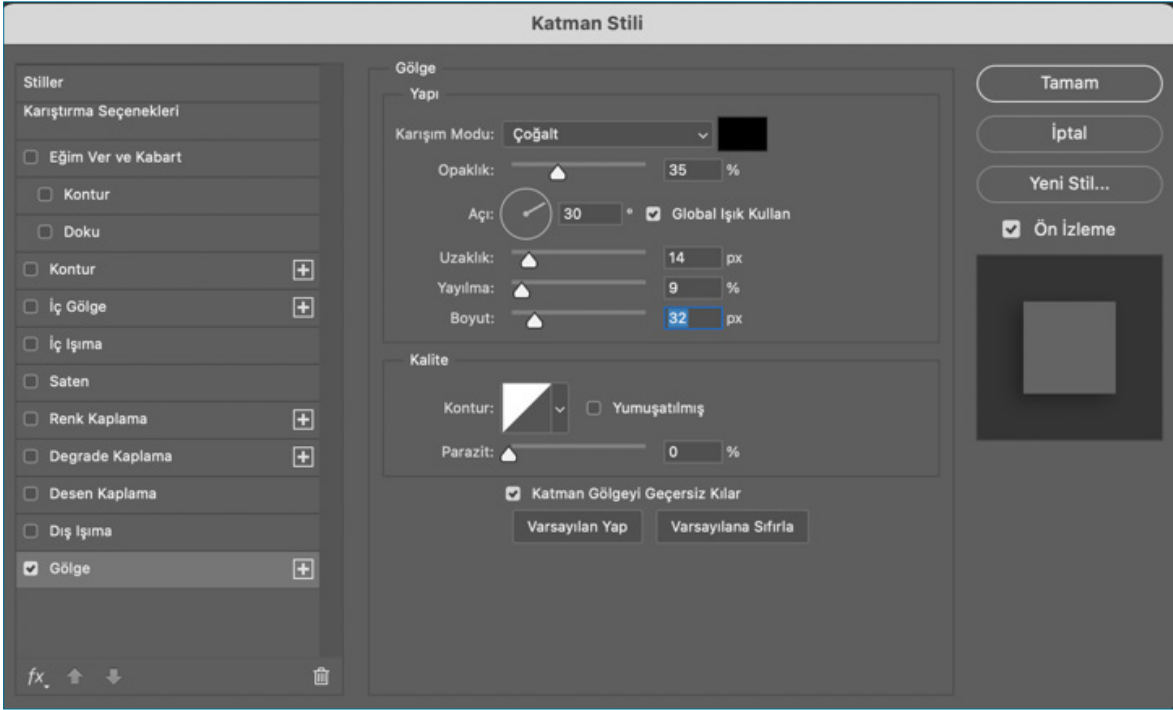 Katman Stili
Stiller
Karıştırma Seçenekleri
Eğim Ver ve Kabart
Kontur
Doku
Kontur
İç Gölge
İç Işıma
Saten
Renk Kaplama
Degrade Kaplama
Desen Kaplama
Dış Işıma
Gölge
fx
Gölge
Yapı
Karışım Modu: Çoğalt
Opaklık: 35 %
Açı: 30 ° Global Işık Kullan
Uzaklık: 14 px
Yayılma: 9 %
Boyut: 32 px
Kalite
Kontur: Yumuşatılmış
Parazit: 0 %
Katman Gölgeyi Geçersiz Kılar
Varsayılan Yap Varsayılana Sıfırla
Tamam
İptal
Yeni Stil...
Ön İzleme